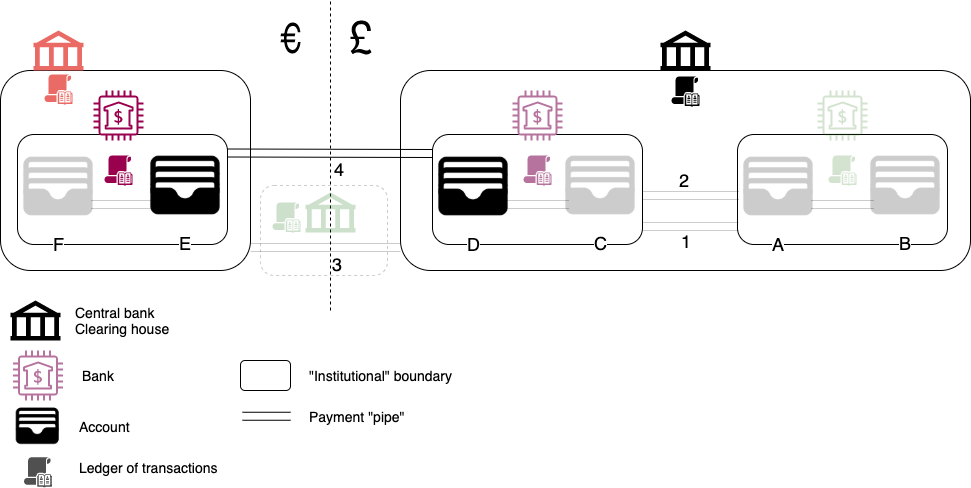 € £
$ $ $
4
2
1
F E D C A B
3
Central bank
Clearing house
$
Bank
"Institutional" boundary
Payment "pipe"
Account
Ledger of transactions